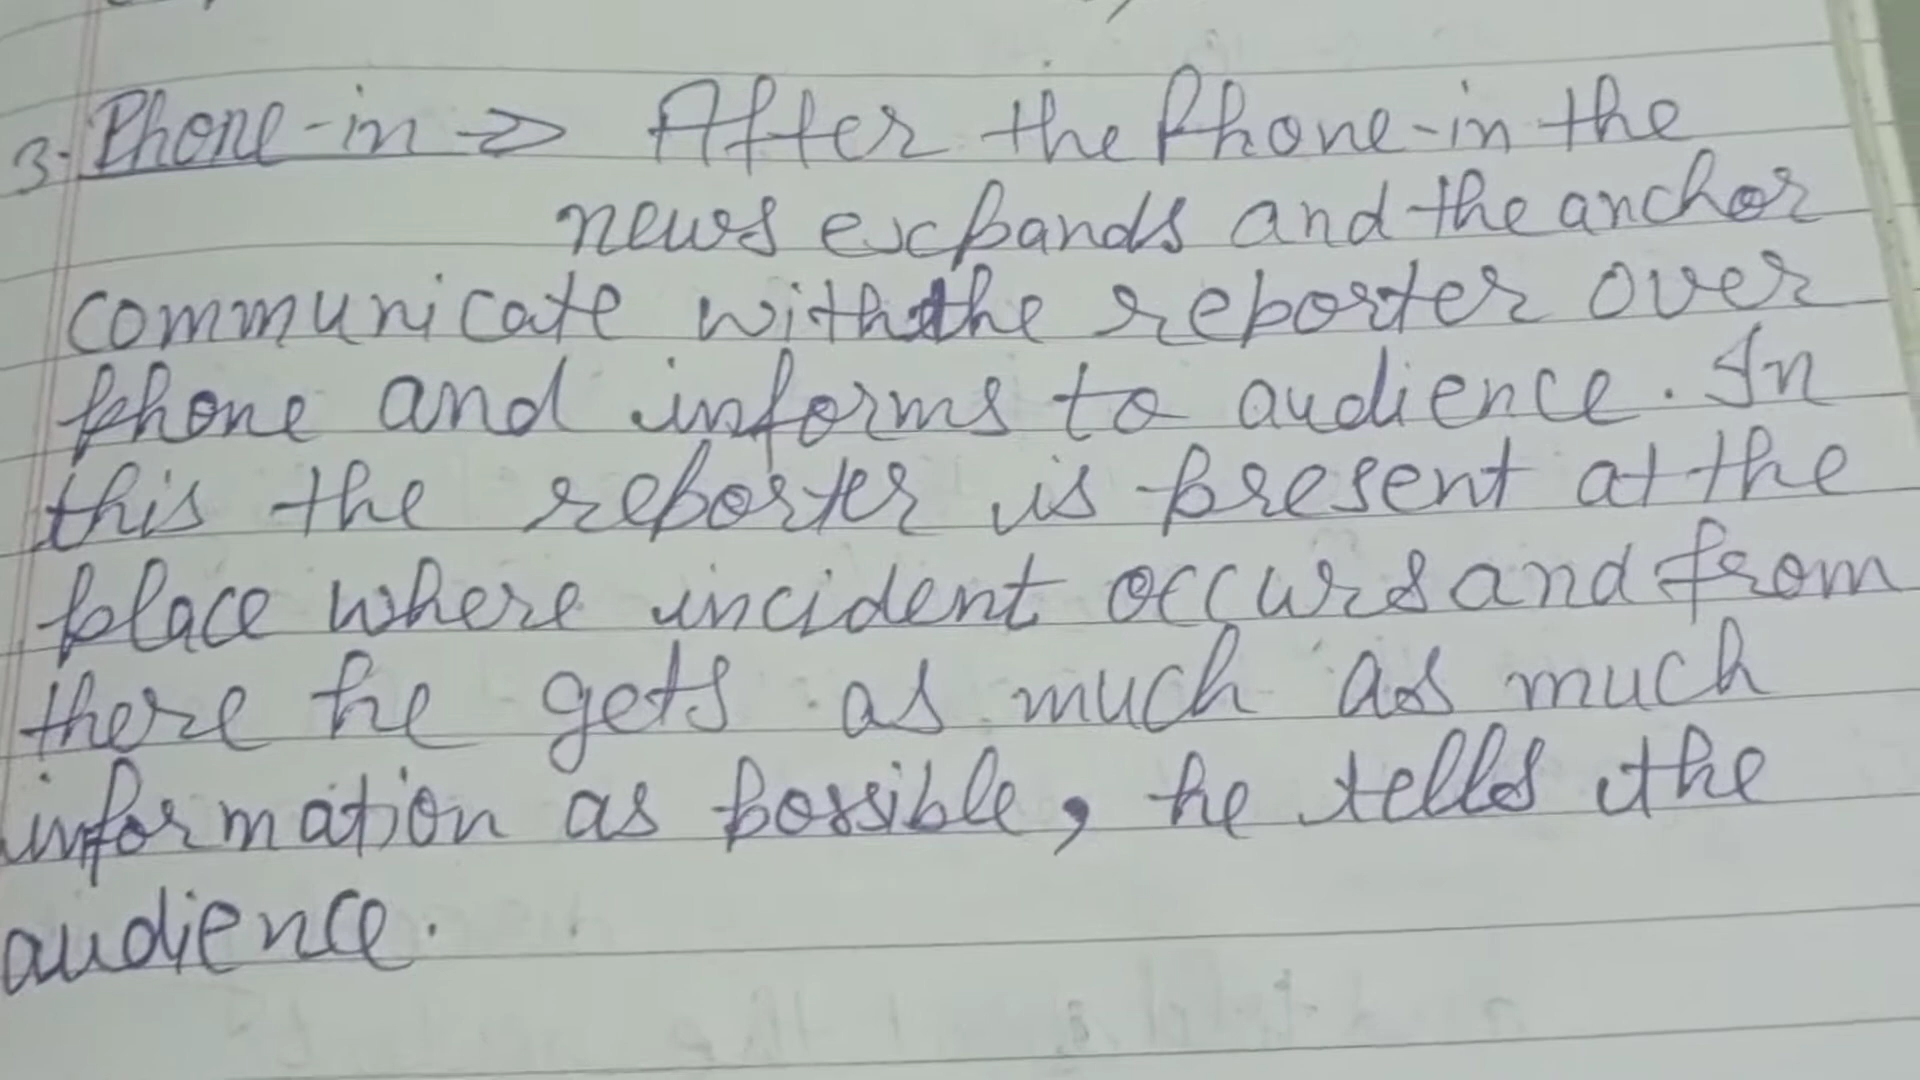 3. Phone-in => After the Phone-in the
news expands and the anchor
communicate with the reporter over
phone and informs to audience. In
this the reporter is present at the
place where incident occurs and from
there he gets as much as much
information as possible, he tells the
audience.